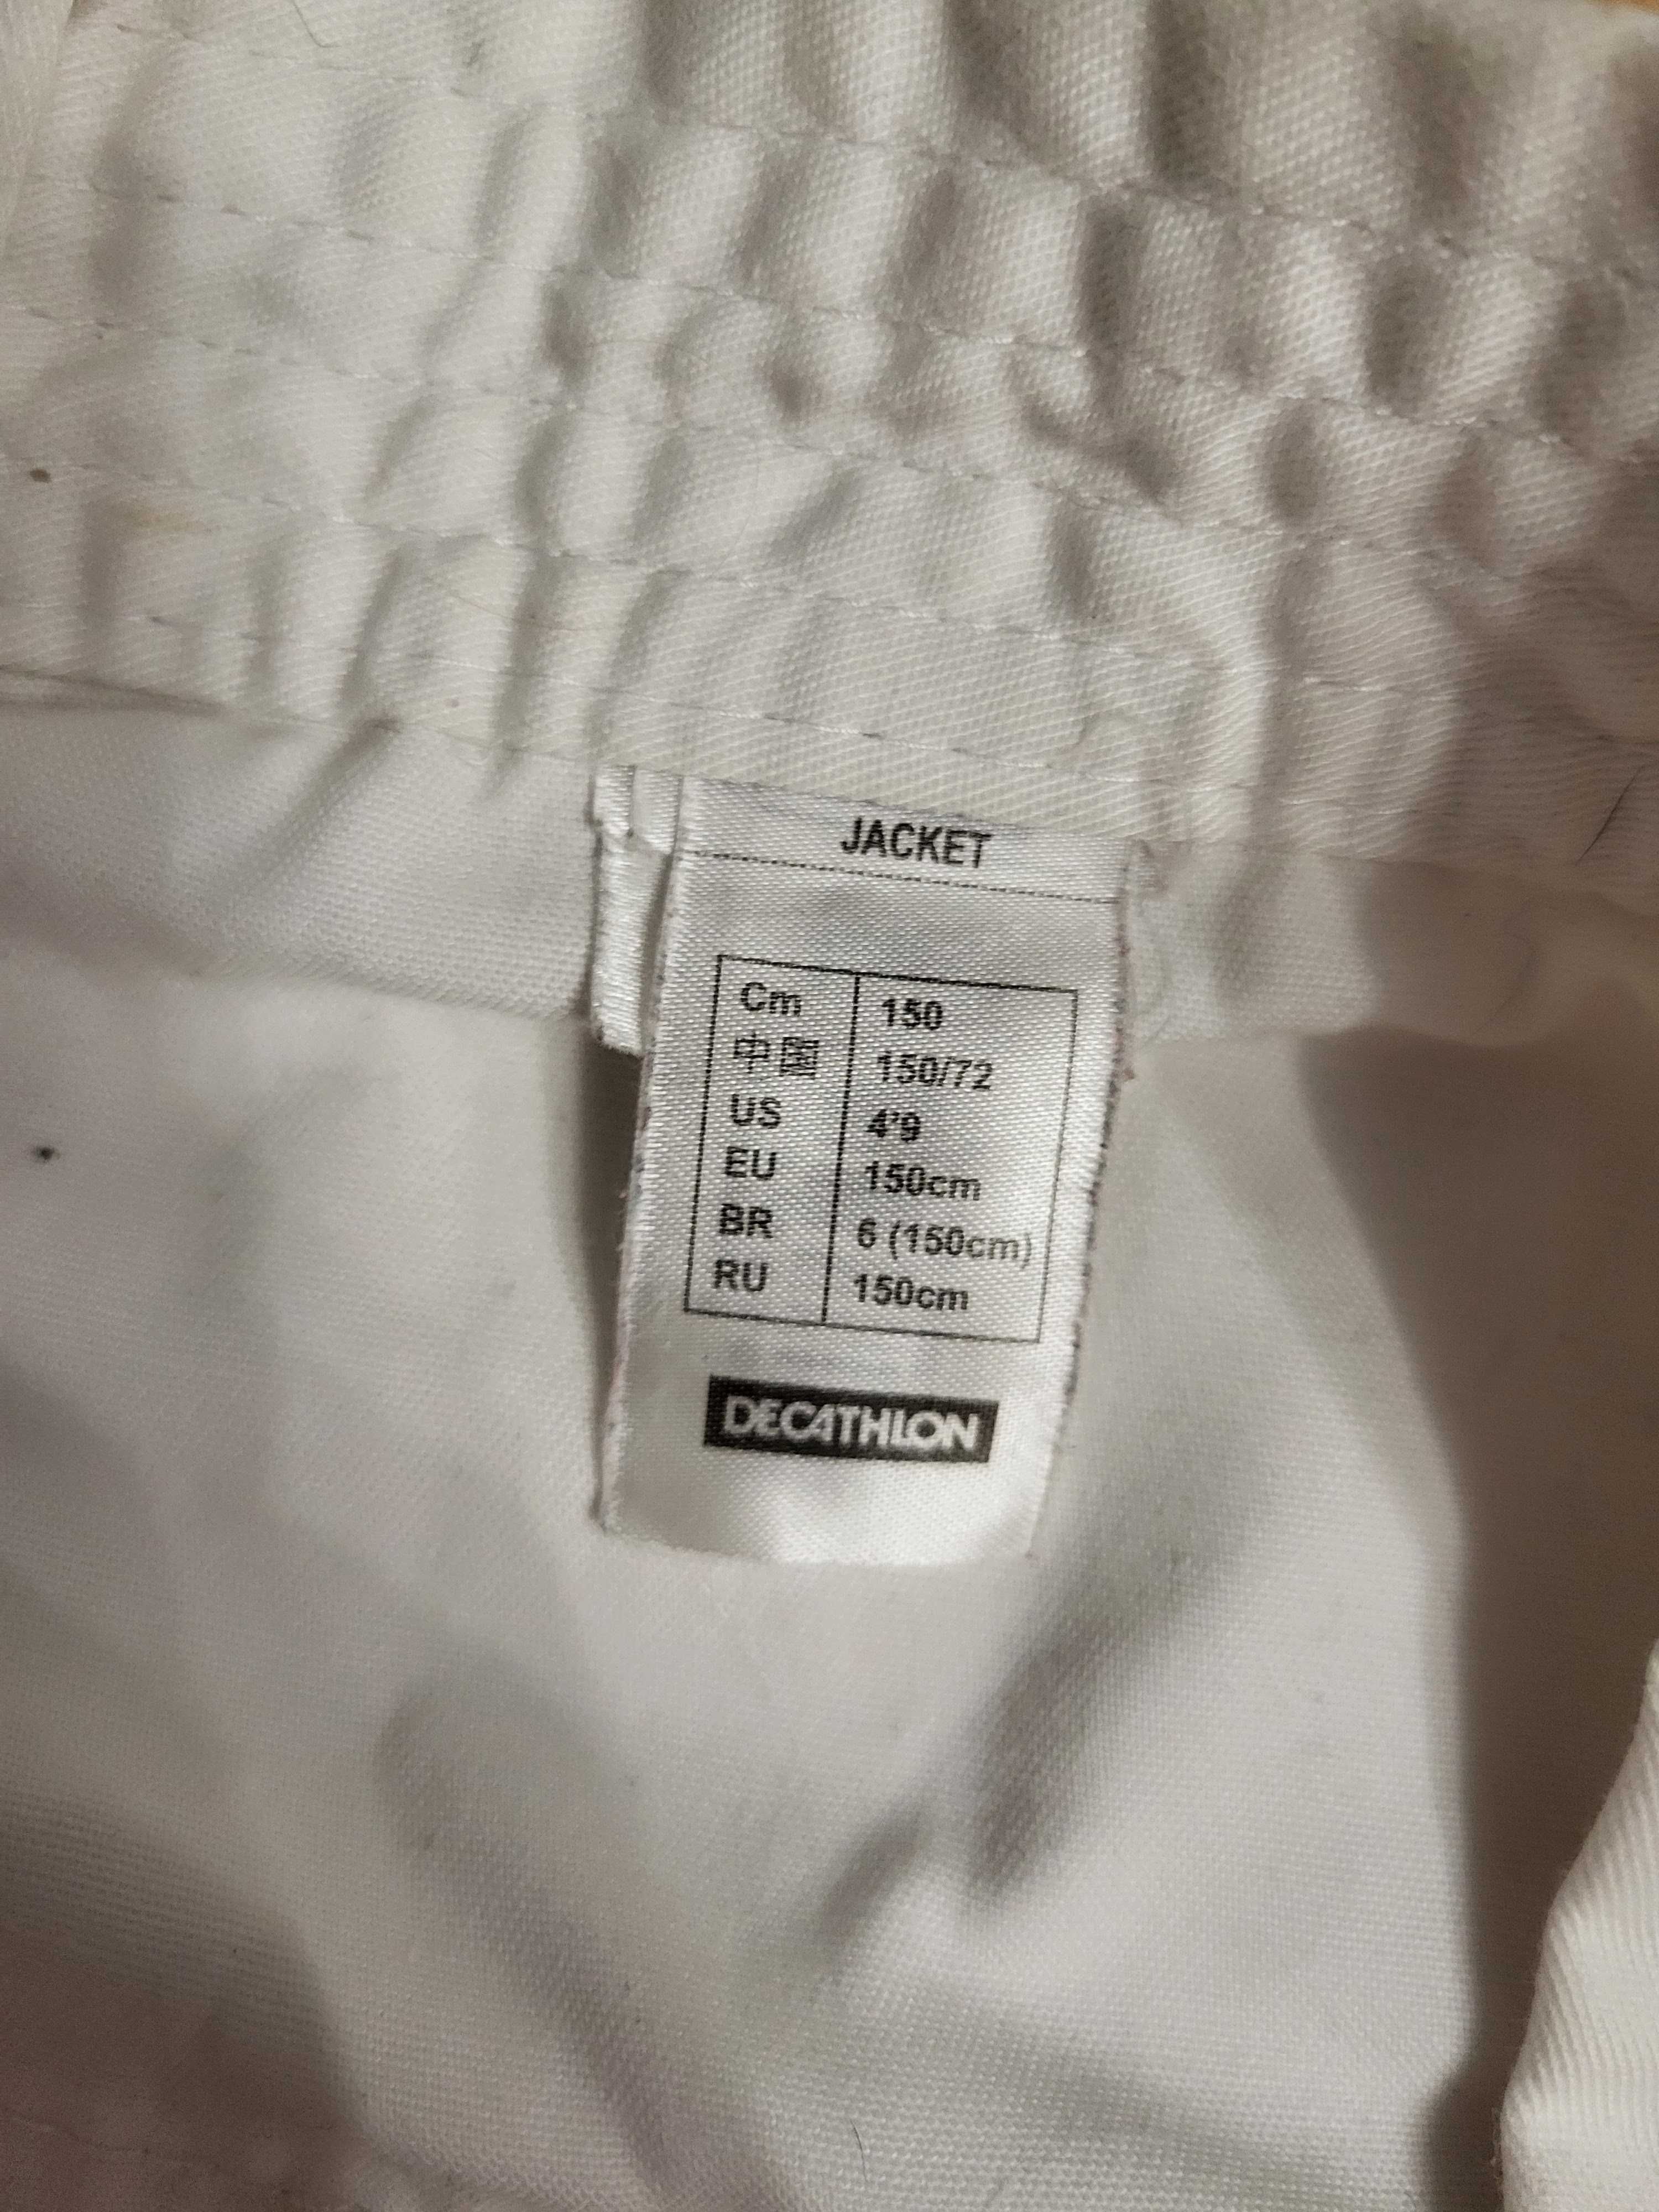 JACKET
Cm 150
中国 150/72
US 4'9
EU 150cm
BR 6 (150cm)
RU 150cm
DECATHLON